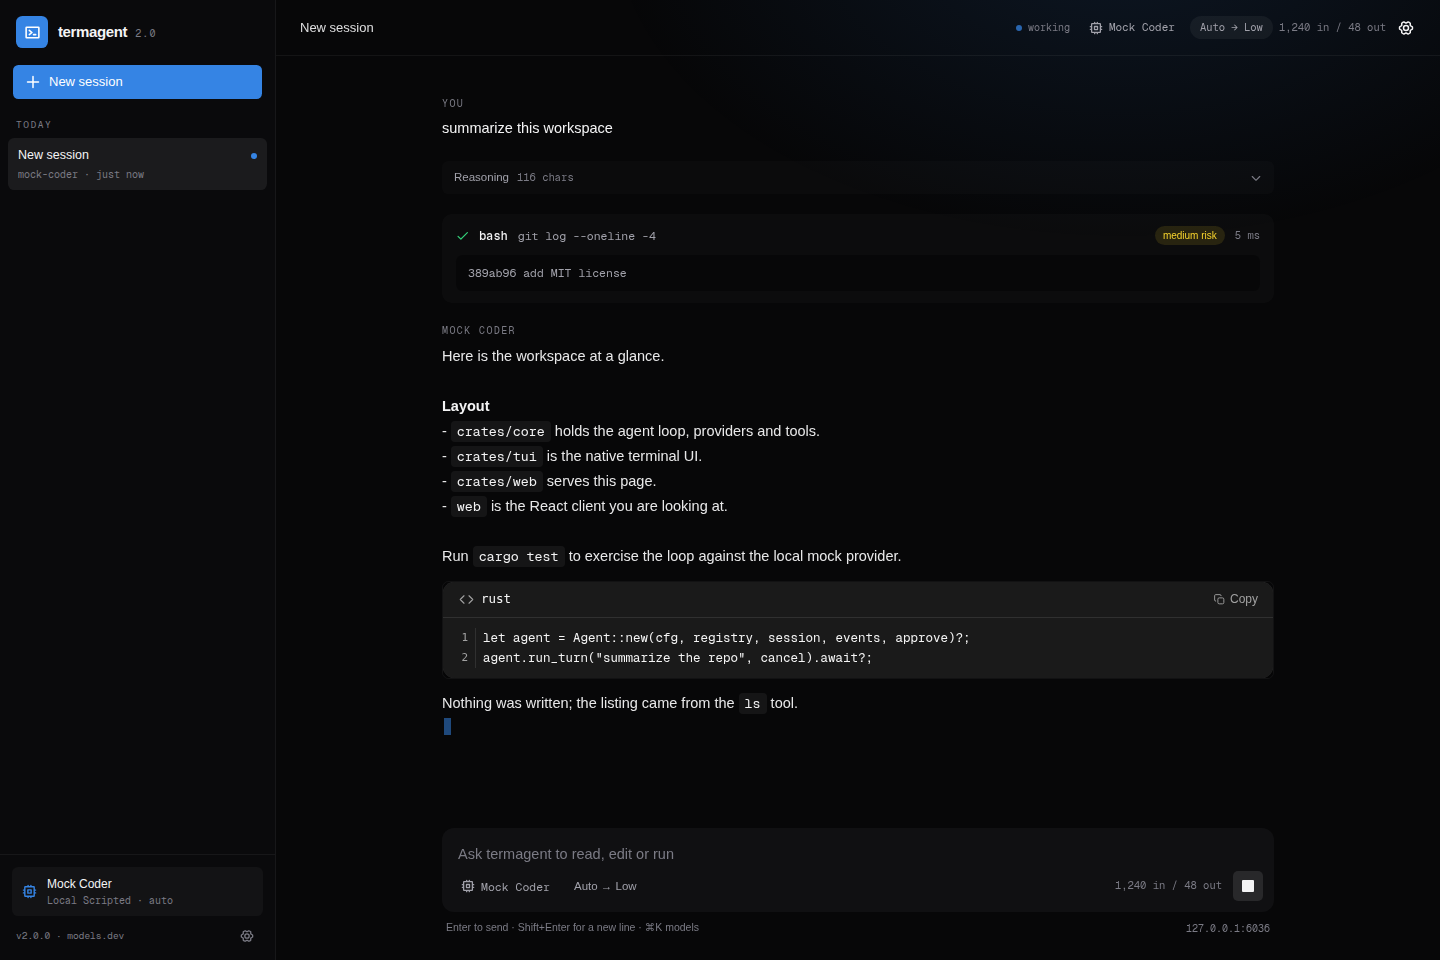 termagent 2.0
New session
TODAY
New session
mock-coder · just now
Mock Coder
Local Scripted · auto
v2.0.0 · models.dev
New session
working
Mock Coder
Auto → Low
1,240 in / 48 out
YOU
summarize this workspace
Reasoning 116 chars
bash git log --oneline -4
medium risk
5 ms
389ab96 add MIT license
MOCK CODER
Here is the workspace at a glance.
Layout
- crates/core holds the agent loop, providers and tools.
- crates/tui is the native terminal UI.
- crates/web serves this page.
- web is the React client you are looking at.
Run cargo test to exercise the loop against the local mock provider.
rust
Copy
1 let agent = Agent::new(cfg, registry, session, events, approve)?;
2 agent.run_turn("summarize the repo", cancel).await?;
Nothing was written; the listing came from the ls tool.
Ask termagent to read, edit or run
Mock Coder
Auto → Low
1,240 in / 48 out
Enter to send · Shift+Enter for a new line · ⌘K models
127.0.0.1:6036